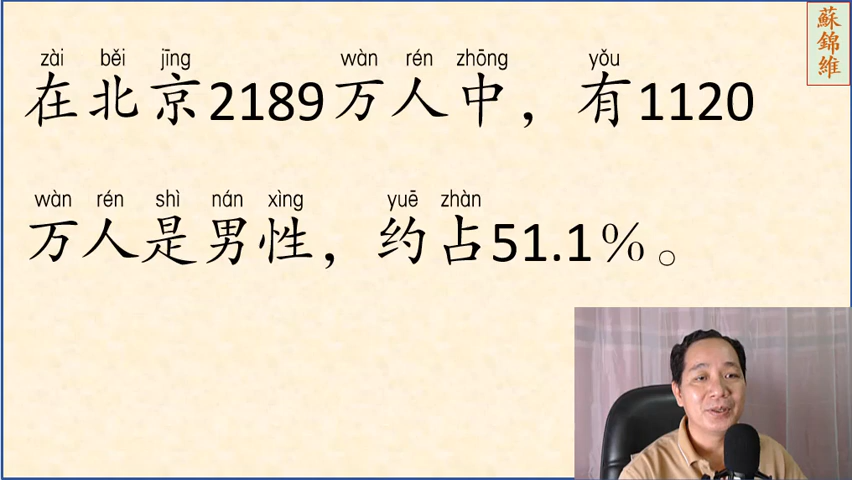 zài běi jīng wàn rén zhōng yǒu
在北京2189万人中，有1120
wàn rén shì nán xìng yuē zhàn
万人是男性，约占51.1％。
蘇錦維